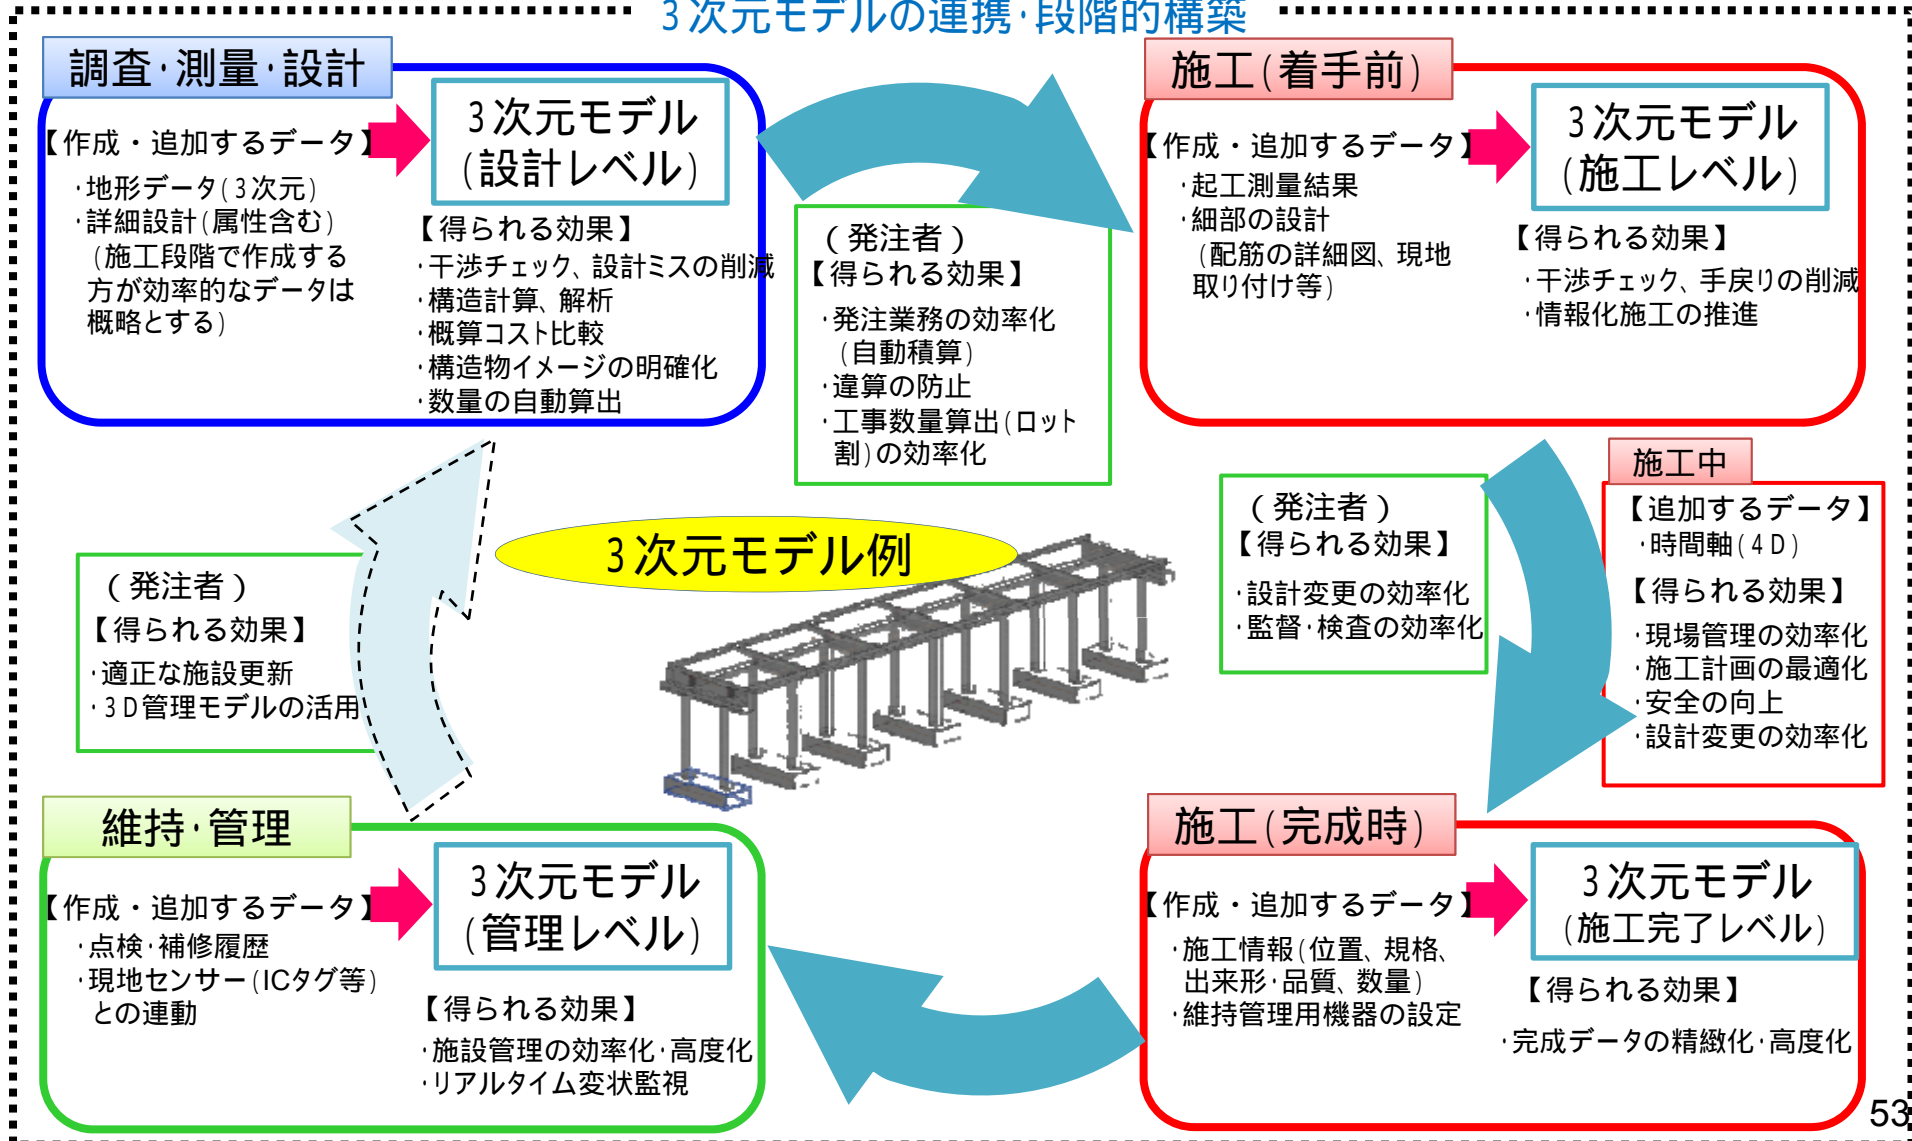 3次元モデルの連携・段階的構築
調査・測量・設計
【作成・追加するデータ】
・地形データ(3次元)
・詳細設計(属性含む)
(施工段階で作成する
方が効率的なデータは
概略とする)
3次元モデル
(設計レベル)
【得られる効果】
・干渉チェック、設計ミスの削減
・構造計算、解析
・概算コスト比較
・構造物イメージの明確化
・数量の自動算出
(発注者)
【得られる効果】
・発注業務の効率化
(自動積算)
・違算の防止
・工事数量算出(ロット
割)の効率化
施工(着手前)
【作成・追加するデータ】
・起工測量結果
・細部の設計
(配筋の詳細図、現地
取り付け等)
3次元モデル
(施工レベル)
【得られる効果】
・干渉チェック、手戻りの削減
・情報化施工の推進
(発注者)
【得られる効果】
・設計変更の効率化
・監督・検査の効率化
施工中
【追加するデータ】
・時間軸(4D)
【得られる効果】
・現場管理の効率化
・施工計画の最適化
・安全の向上
・設計変更の効率化
3次元モデル例
(発注者)
【得られる効果】
・適正な施設更新
・3D管理モデルの活用
維持・管理
【作成・追加するデータ】
・点検・補修履歴
・現地センサー(ICタグ等)
との連動
3次元モデル
(管理レベル)
【得られる効果】
・施設管理の効率化・高度化
・リアルタイム変状監視
施工(完成時)
【作成・追加するデータ】
・施工情報(位置、規格、
出来形・品質、数量)
・維持管理用機器の設定
3次元モデル
(施工完了レベル)
【得られる効果】
・完成データの精緻化・高度化
53